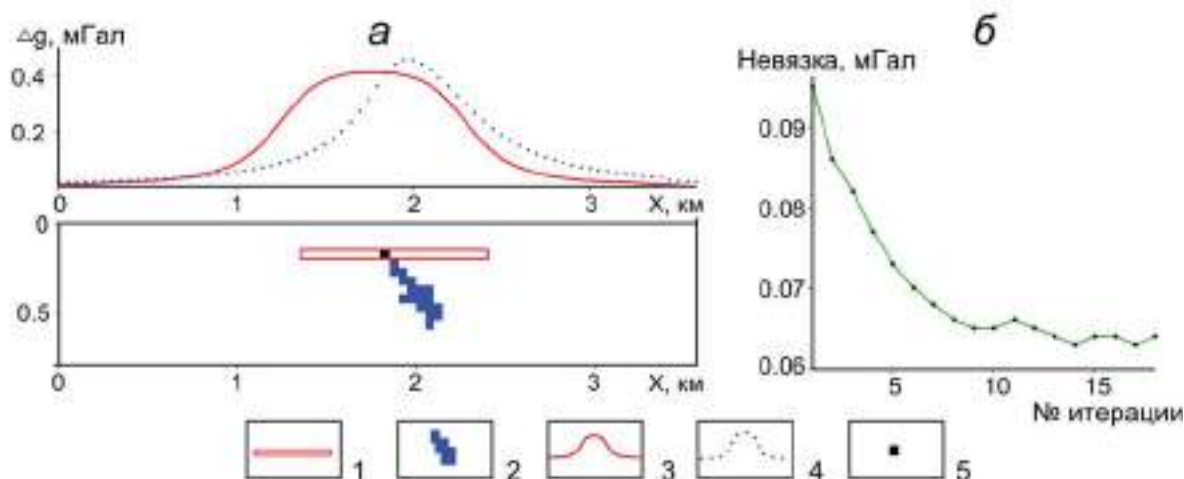 а
Δg, мГал
0.4
0.2
0 1 2 3 X, км
0
0.5
0 1 2 3 X, км
б
Невязка, мГал
0.09
0.08
0.07
0.06
5 10 15
№ итерации
1 2 3 4 5